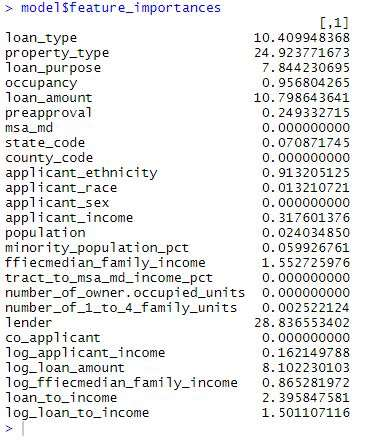 > model$feature_importances
[,1]
loan_type 10.409948368
property_type 24.923771673
loan_purpose 7.844230695
occupancy 0.956804265
loan_amount 10.798643641
preapproval 0.249332715
msa_md 0.000000000
state_code 0.070871745
county_code 0.000000000
applicant_ethnicity 0.913205125
applicant_race 0.013210721
applicant_sex 0.000000000
applicant_income 0.317601376
population 0.024034850
minority_population_pct 0.059926761
ffiecmedian_family_income 1.552725976
tract_to_msa_md_income_pct 0.000000000
number_of_owner.occupied_units 0.000000000
number_of_1_to_4_family_units 0.002522124
lender 28.836553402
co_applicant 0.000000000
log_applicant_income 0.162149788
log_loan_amount 8.102230103
log_ffiecmedian_family_income 0.865281972
loan_to_income 2.395847581
log_loan_to_income 1.501107116
>